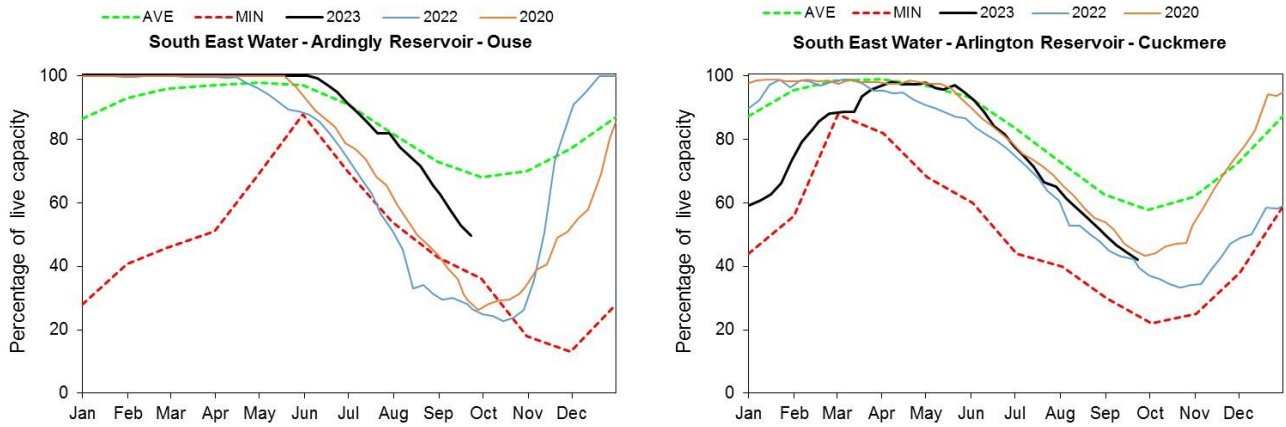 AVE MIN 2023 2022 2020
South East Water - Ardingly Reservoir - Ouse
Percentage of live capacity
100
80
60
40
20
0
Jan Feb Mar Apr May Jun Jul Aug Sep Oct Nov Dec
AVE MIN 2023 2022 2020
South East Water - Arlington Reservoir - Cuckmere
Percentage of live capacity
100
80
60
40
20
0
Jan Feb Mar Apr May Jun Jul Aug Sep Oct Nov Dec